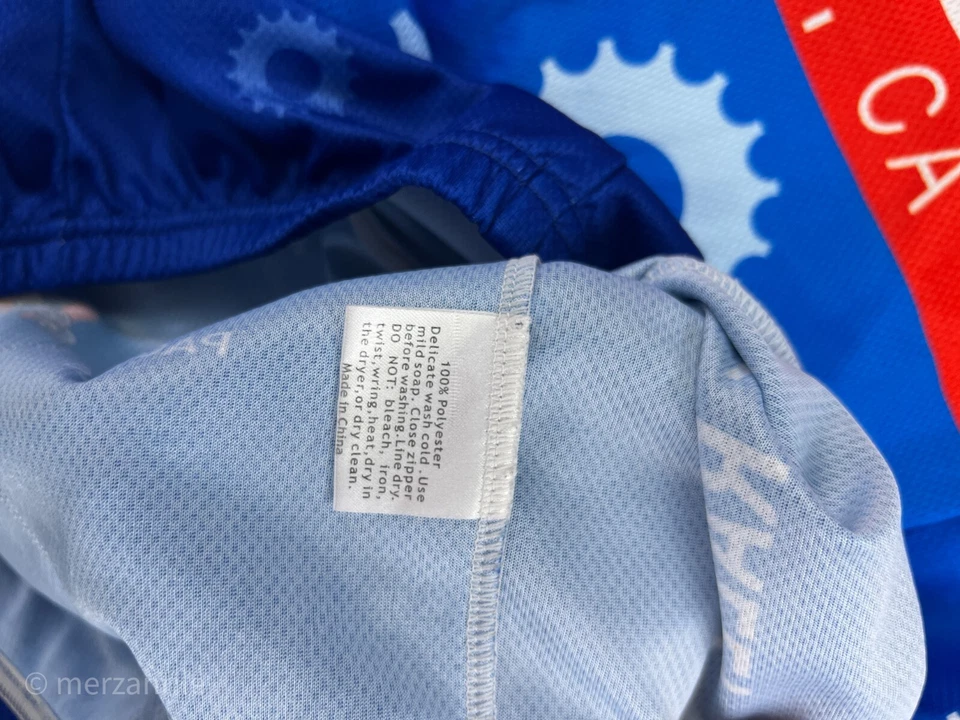 100% Polyester
Delicate wash cold. Use
mild soap. Close zipper
before washing. Line dry.
DO NOT: bleach, iron,
twist, wring, heat, dry in
the dryer, or dry clean.
Made in China
, CA